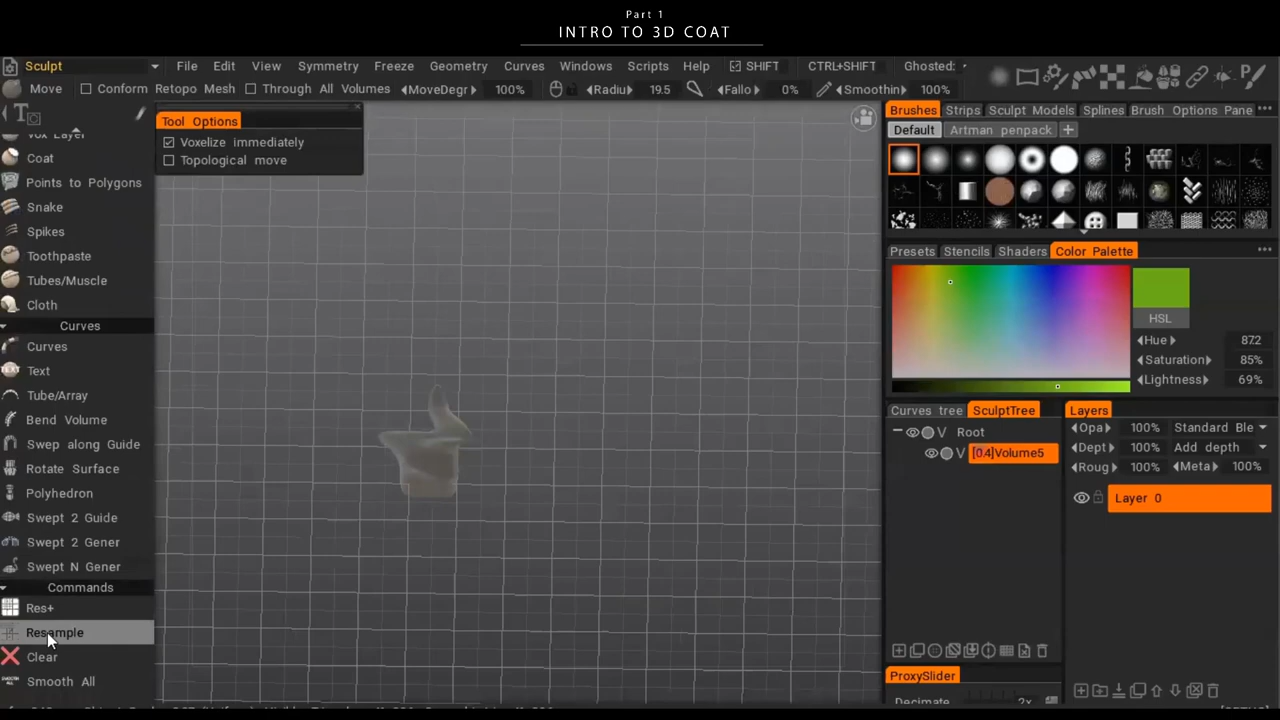 Part 1
INTRO TO 3D COAT
Sculpt File Edit View Symmetry Freeze Geometry Curves Windows Scripts Help SHIFT CTRL+SHIFT Ghosted:
Move Conform Retopo Mesh Through All Volumes MoveDegr 100% Radiu 19.5 Fallo 0% Smoothin 100%
Tool Options
Voxelize immediately
Topological move
Vox Layer
Coat
Points to Polygons
Snake
Spikes
Toothpaste
Tubes/Muscle
Cloth
Curves
Curves
Text
Tube/Array
Bend Volume
Swep along Guide
Rotate Surface
Polyhedron
Swept 2 Guide
Swept 2 Gener
Swept N Gener
Commands
Res+
Resample
Clear
Smooth All
Brushes Strips Sculpt Models Splines Brush Options Pane
Default Artman penpack
Presets Stencils Shaders Color Palette
HSL
Hue 87.2
Saturation 85%
Lightness 69%
Curves tree SculptTree
V Root
V [0.4]Volume5
Layers
Opa 100% Standard Ble
Dept 100% Add depth
Roug 100% Meta 100%
Layer 0
ProxySlider
Decimate 2x